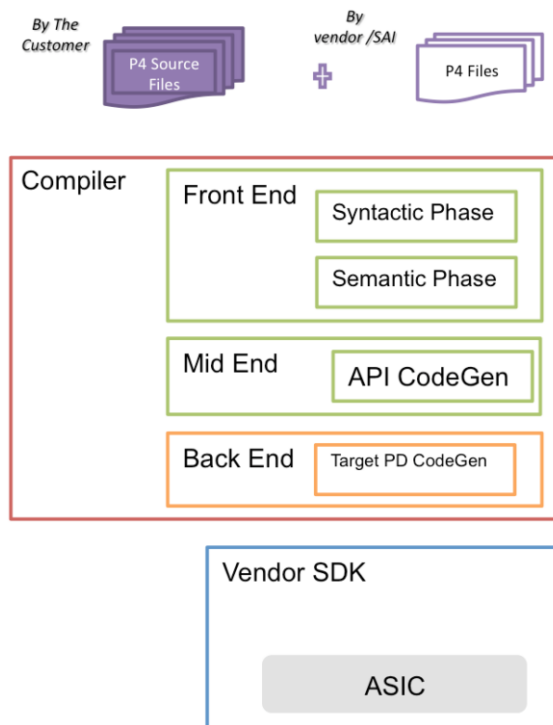 By The
Customer
P4 Source
Files
By
vendor /SAI
P4 Files
Compiler
Front End
Syntactic Phase
Semantic Phase
Mid End
API CodeGen
Back End
Target PD CodeGen
Vendor SDK
ASIC